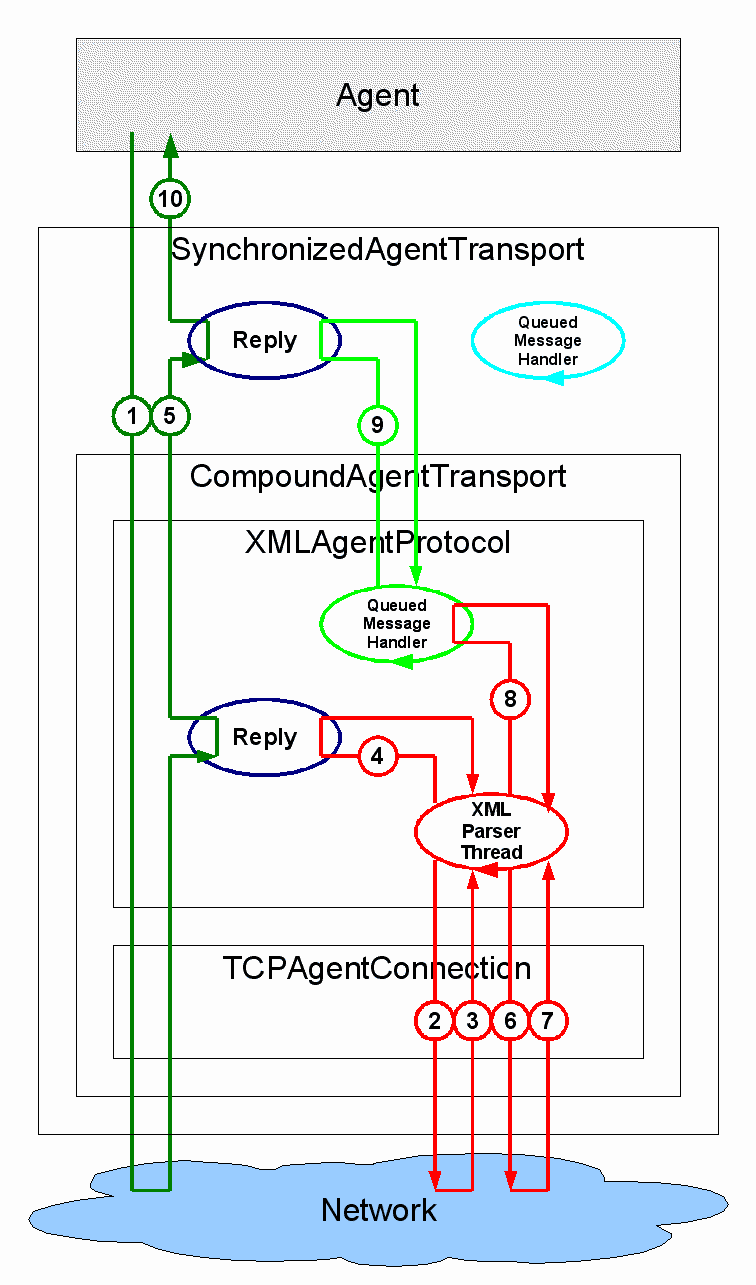 Agent
10
SynchronizedAgentTransport
Reply
Queued
Message
Handler
1
5
9
CompoundAgentTransport
XMLAgentProtocol
Queued
Message
Handler
8
Reply
4
XML
Parser
Thread
TCPAgentConnection
2
3
6
7
Network